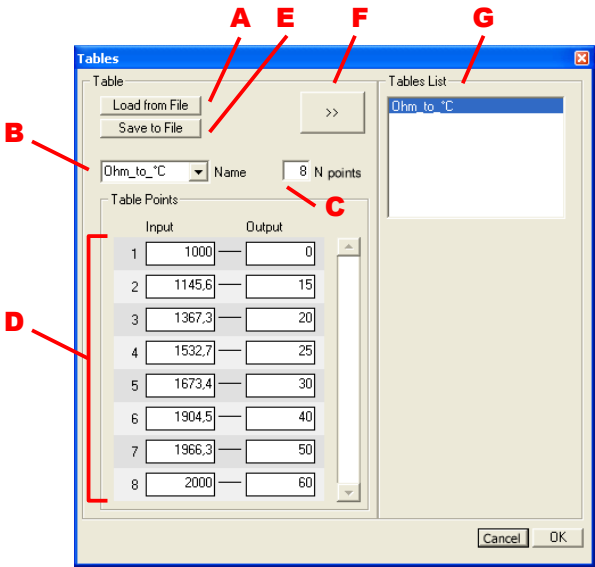 A E F G
Tables
Table
Tables List
Load from File
>>
Ohm_to_°C
Save to File
B
Ohm_to_°C Name 8 N points
C
Table Points
Input Output
D
1 1000 0
2 1145,6 15
3 1367,3 20
4 1532,7 25
5 1673,4 30
6 1904,5 40
7 1966,3 50
8 2000 60
Cancel OK